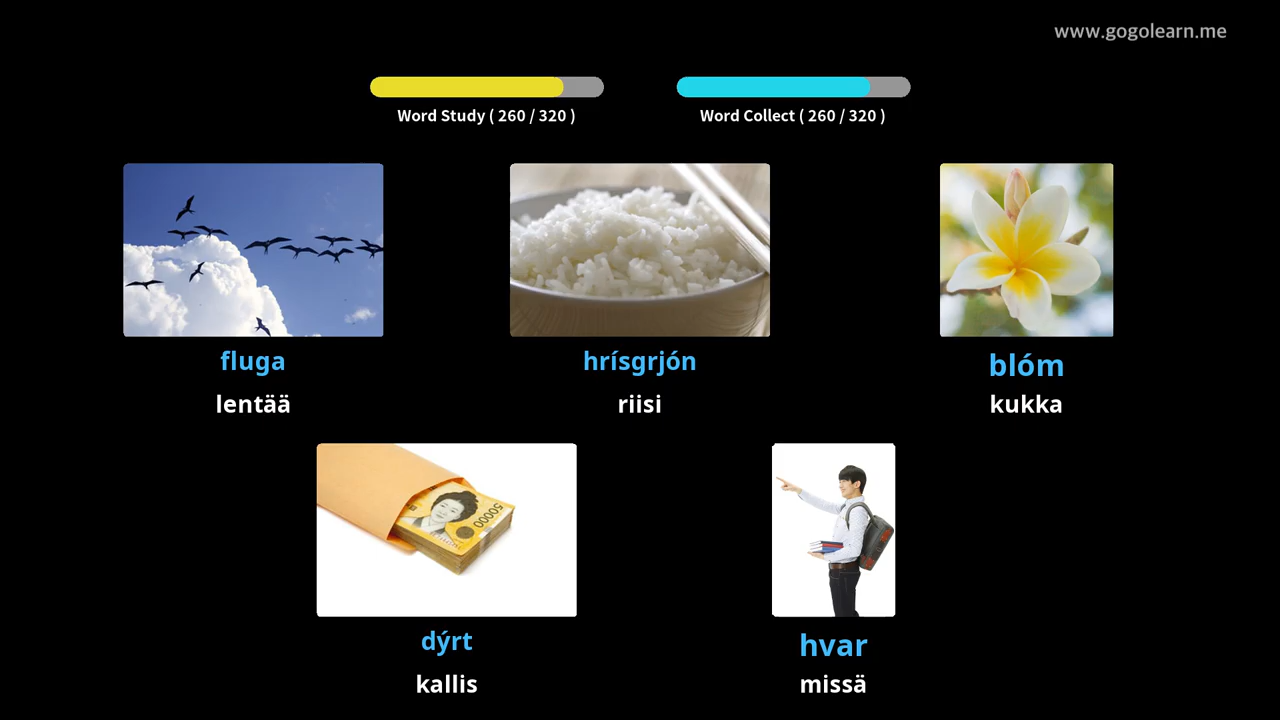 www.gogolearn.me
Word Study ( 260 / 320 )
Word Collect ( 260 / 320 )
fluga
hrísgrjón
blóm
lentää
riisi
kukka
50000
dýrt
hvar
kallis
missä